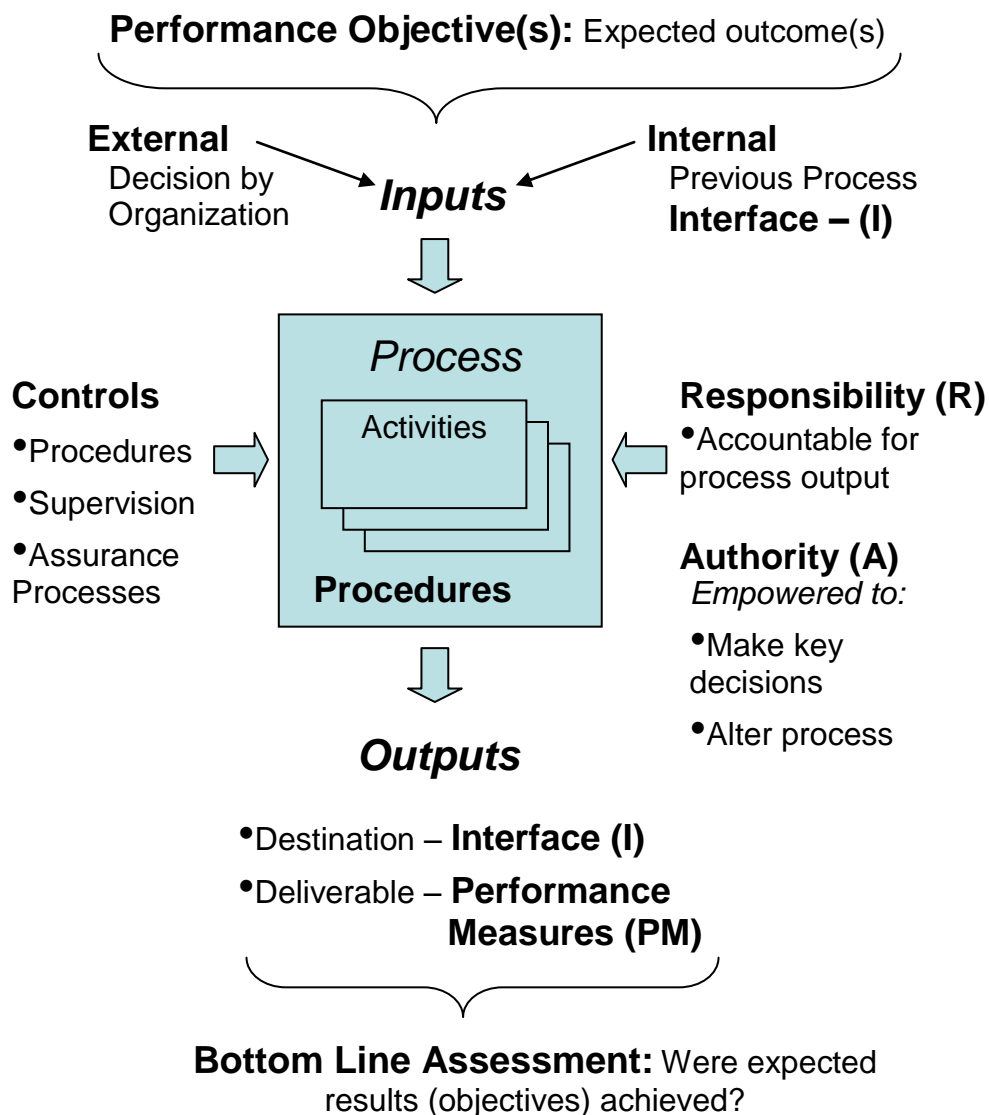 Performance Objective(s): Expected outcome(s)
External
Decision by
Organization
Inputs
Internal
Previous Process
Interface – (I)
Process
Activities
Procedures
Controls
•Procedures
•Supervision
•Assurance
Processes
Responsibility (R)
•Accountable for
process output
Authority (A)
Empowered to:
•Make key
decisions
•Alter process
Outputs
•Destination – Interface (I)
•Deliverable – Performance
Measures (PM)
Bottom Line Assessment: Were expected
results (objectives) achieved?